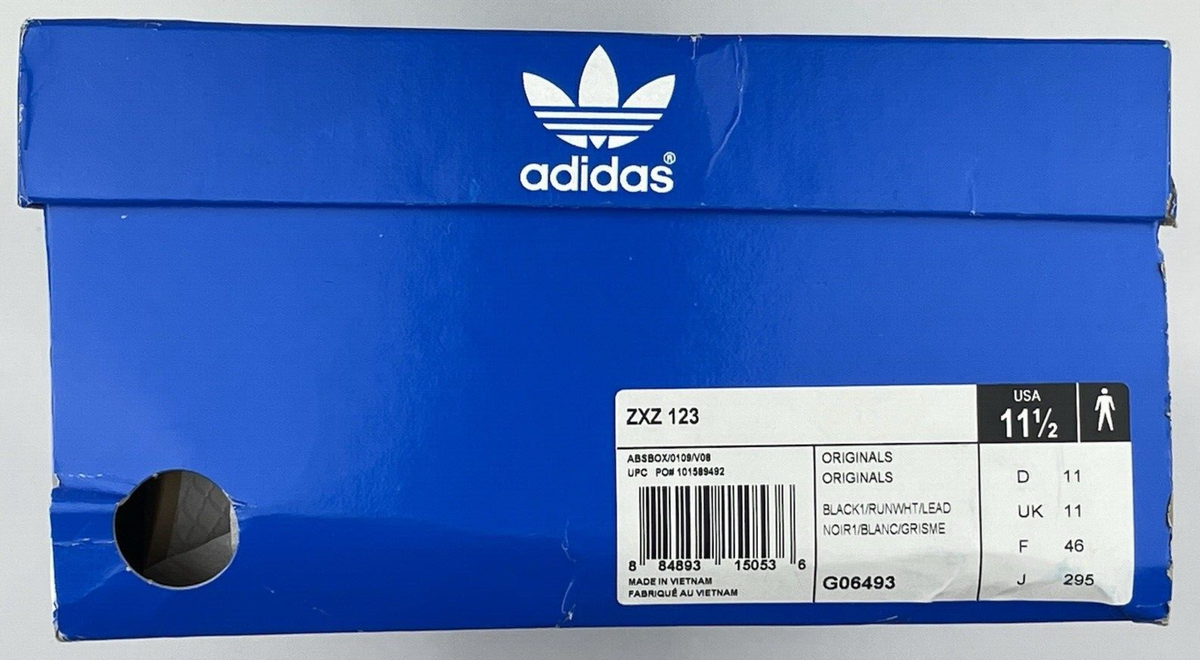 adidas®
ZXZ 123
USA
11½
ABSBOX/0109/V08
UPC PO# 101589492
8 84893 15053 6
MADE IN VIETNAM
FABRIQUÉ AU VIETNAM
ORIGINALS
ORIGINALS
BLACK1/RUNWHT/LEAD
NOIR1/BLANC/GRISME
G06493
D 11
UK 11
F 46
J 295